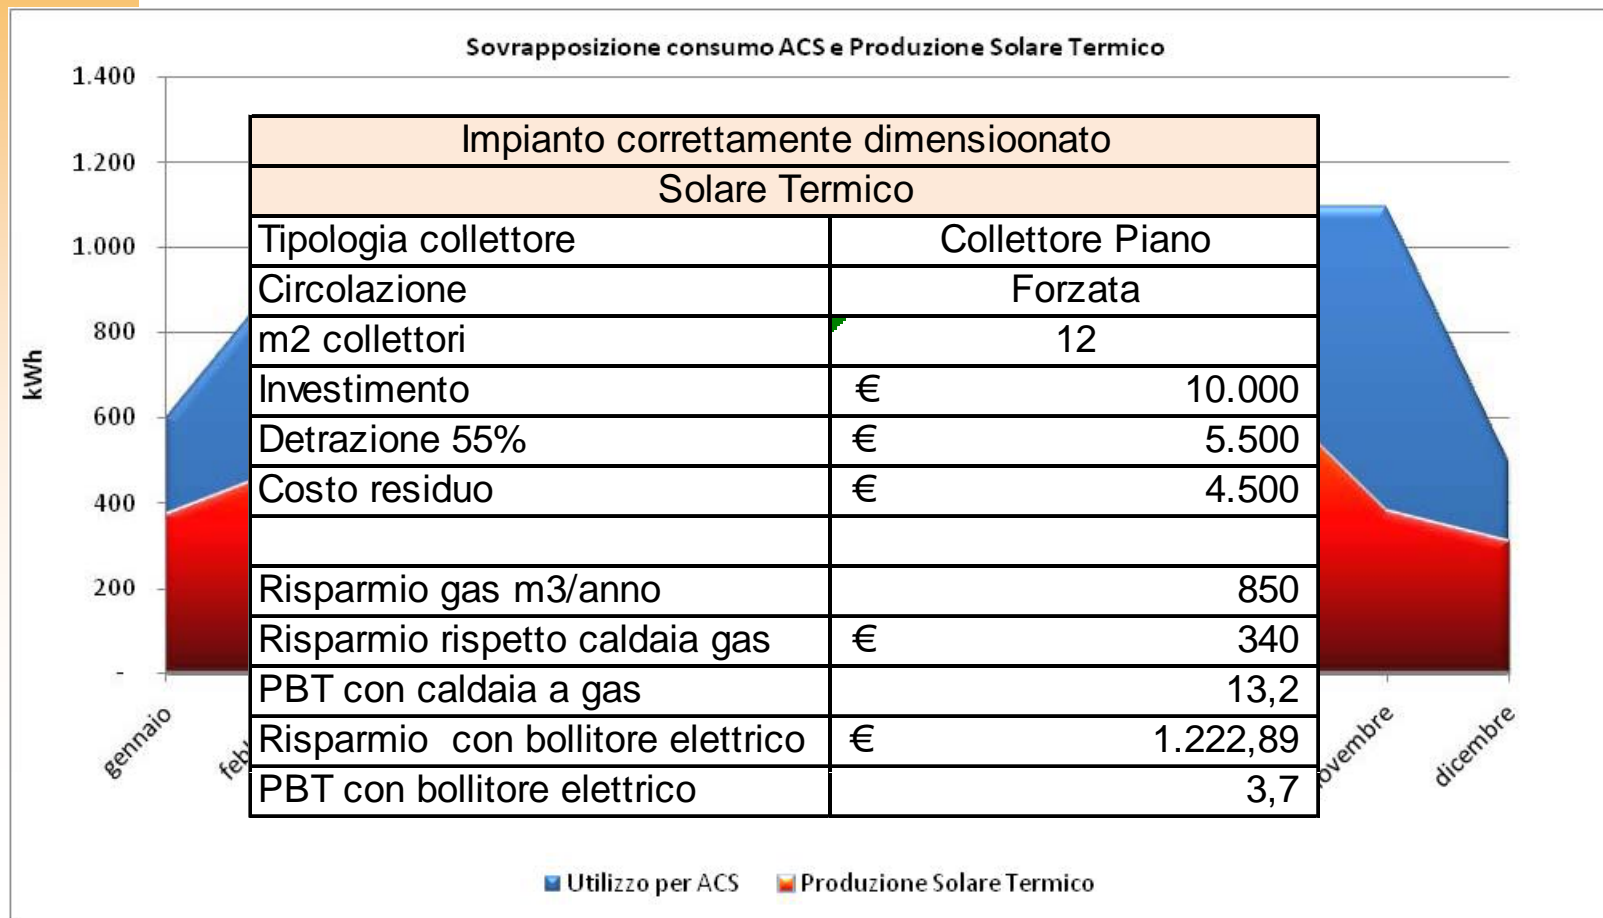 Sovrapposizione consumo ACS e Produzione Solare Termico
1.400
1.200
1.000
800
600
400
200
-
kWh
Impianto correttamente dimensioonato
Solare Termico
Tipologia collettore Collettore Piano
Circolazione Forzata
m2 collettori 12
Investimento € 10.000
Detrazione 55% € 5.500
Costo residuo € 4.500
Risparmio gas m3/anno 850
Risparmio rispetto caldaia gas € 340
PBT con caldaia a gas 13,2
Risparmio con bollitore elettrico € 1.222,89
PBT con bollitore elettrico 3,7
gennaio
dicembre
Utilizzo per ACS Produzione Solare Termico